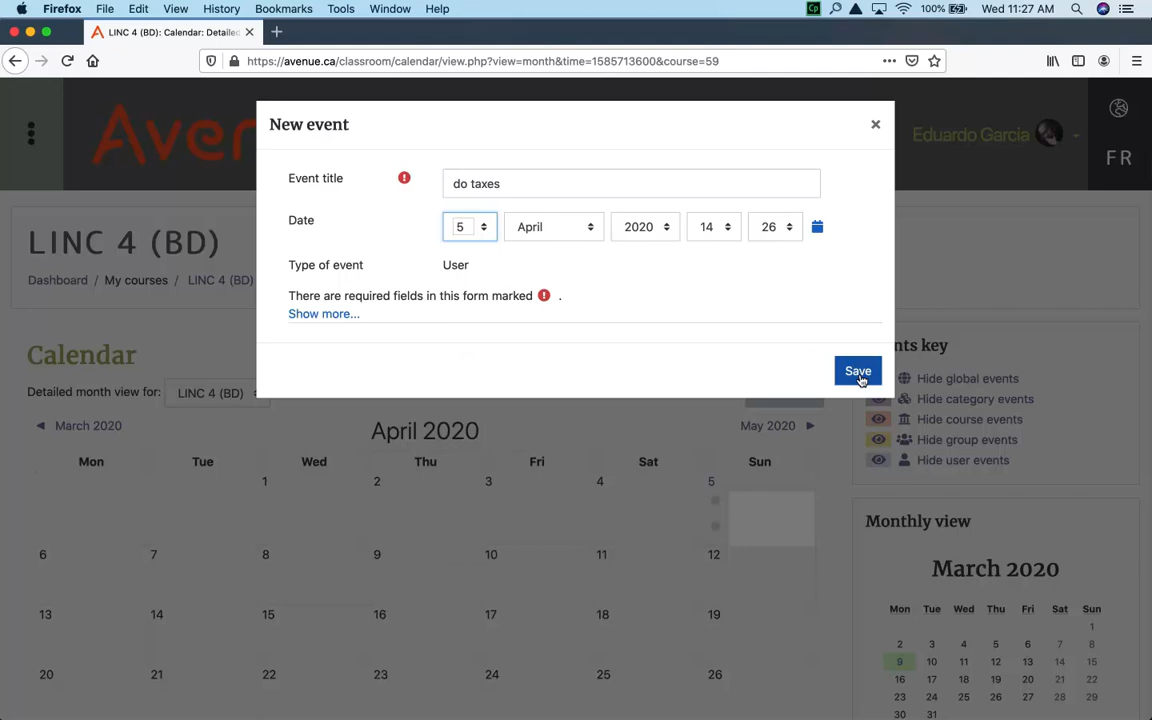 Firefox File Edit View History Bookmarks Tools Window Help Cp 100% Wed 11:27 AM
LINC 4 (BD): Calendar: Detailed
https://avenue.ca/classroom/calendar/view.php?view=month&time=1585713600&course=59
Aven
Eduardo Garcia
FR
New event
Event title do taxes
Date 5 April 2020 14 26
Type of event User
There are required fields in this form marked .
Show more...
Save
LINC 4 (BD)
Dashboard / My courses / LINC 4 (BD)
Calendar
Detailed month view for: LINC 4 (BD)
March 2020 April 2020 May 2020
Mon Tue Wed Thu Fri Sat Sun
1 2 3 4 5
6 7 8 9 10 11 12
13 14 15 16 17 18 19
20 21 22 23 24 25 26
nts key
Hide global events
Hide category events
Hide course events
Hide group events
Hide user events
Monthly view
March 2020
Mon Tue Wed Thu Fri Sat Sun
1
2 3 4 5 6 7 8
9 10 11 12 13 14 15
16 17 18 19 20 21 22
23 24 25 26 27 28 29
30 31